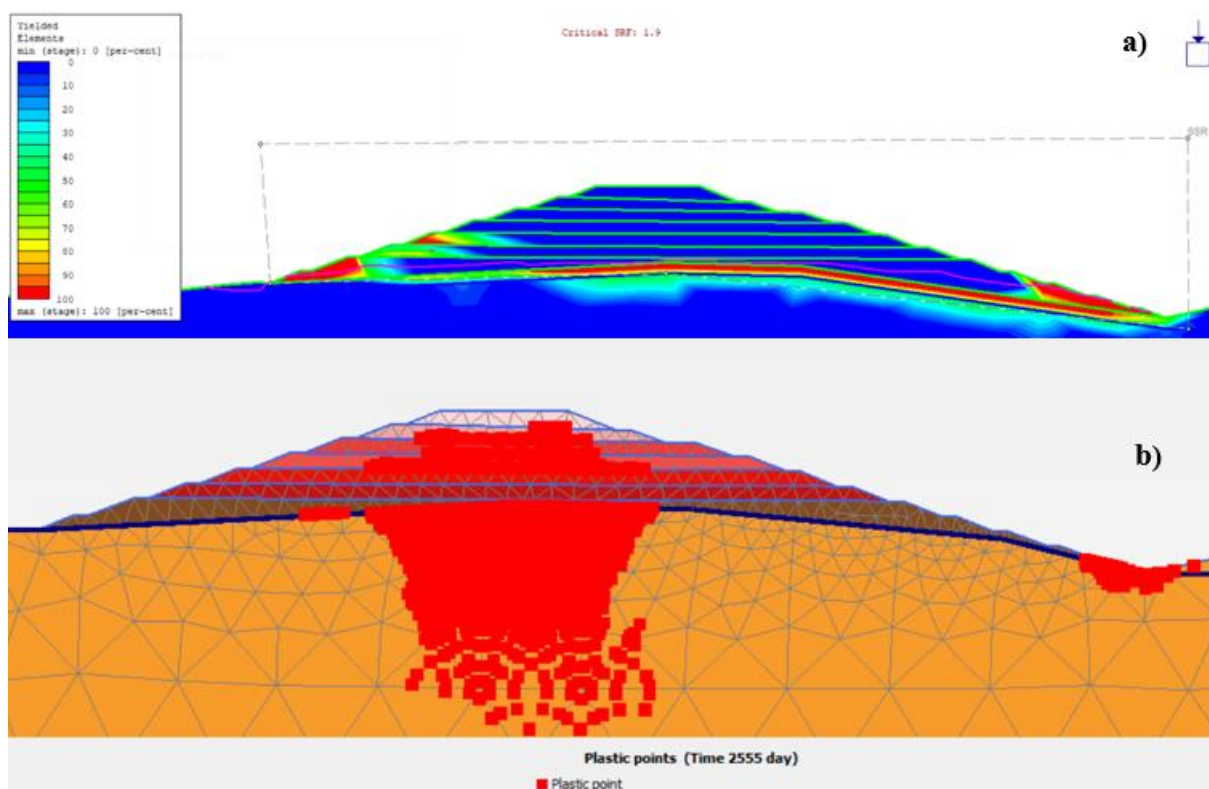 Yielded
Elements
min (stage): 0 [per-cent]
0
10
20
30
40
50
60
70
80
90
100
max (stage): 100 [per-cent]
Critical SRF: 1.9
a)
SSR
b)
Plastic points (Time 2555 day)
Plastic point